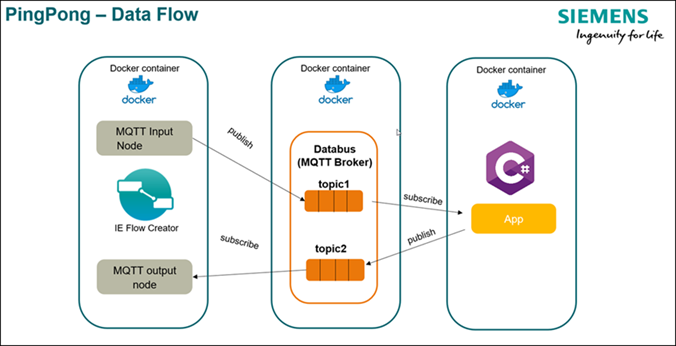 PingPong – Data Flow
SIEMENS
Ingenuity for life
Docker container
docker
MQTT Input
Node
publish
IE Flow Creator
subscribe
MQTT output
node
Docker container
docker
Databus
(MQTT Broker)
topic1
topic2
subscribe
publish
Docker container
docker
C#
App